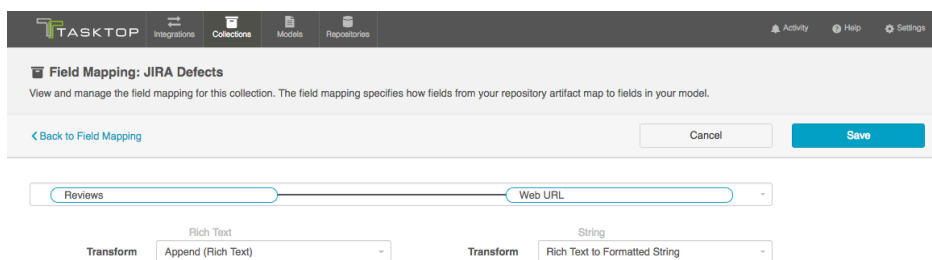 TASKTOP Integrations Collections Models Repositories Activity Help Settings
Field Mapping: JIRA Defects
View and manage the field mapping for this collection. The field mapping specifies how fields from your repository artifact map to fields in your model.
Back to Field Mapping Cancel Save
Reviews Web URL
Rich Text String
Transform Append (Rich Text) Transform Rich Text to Formatted String